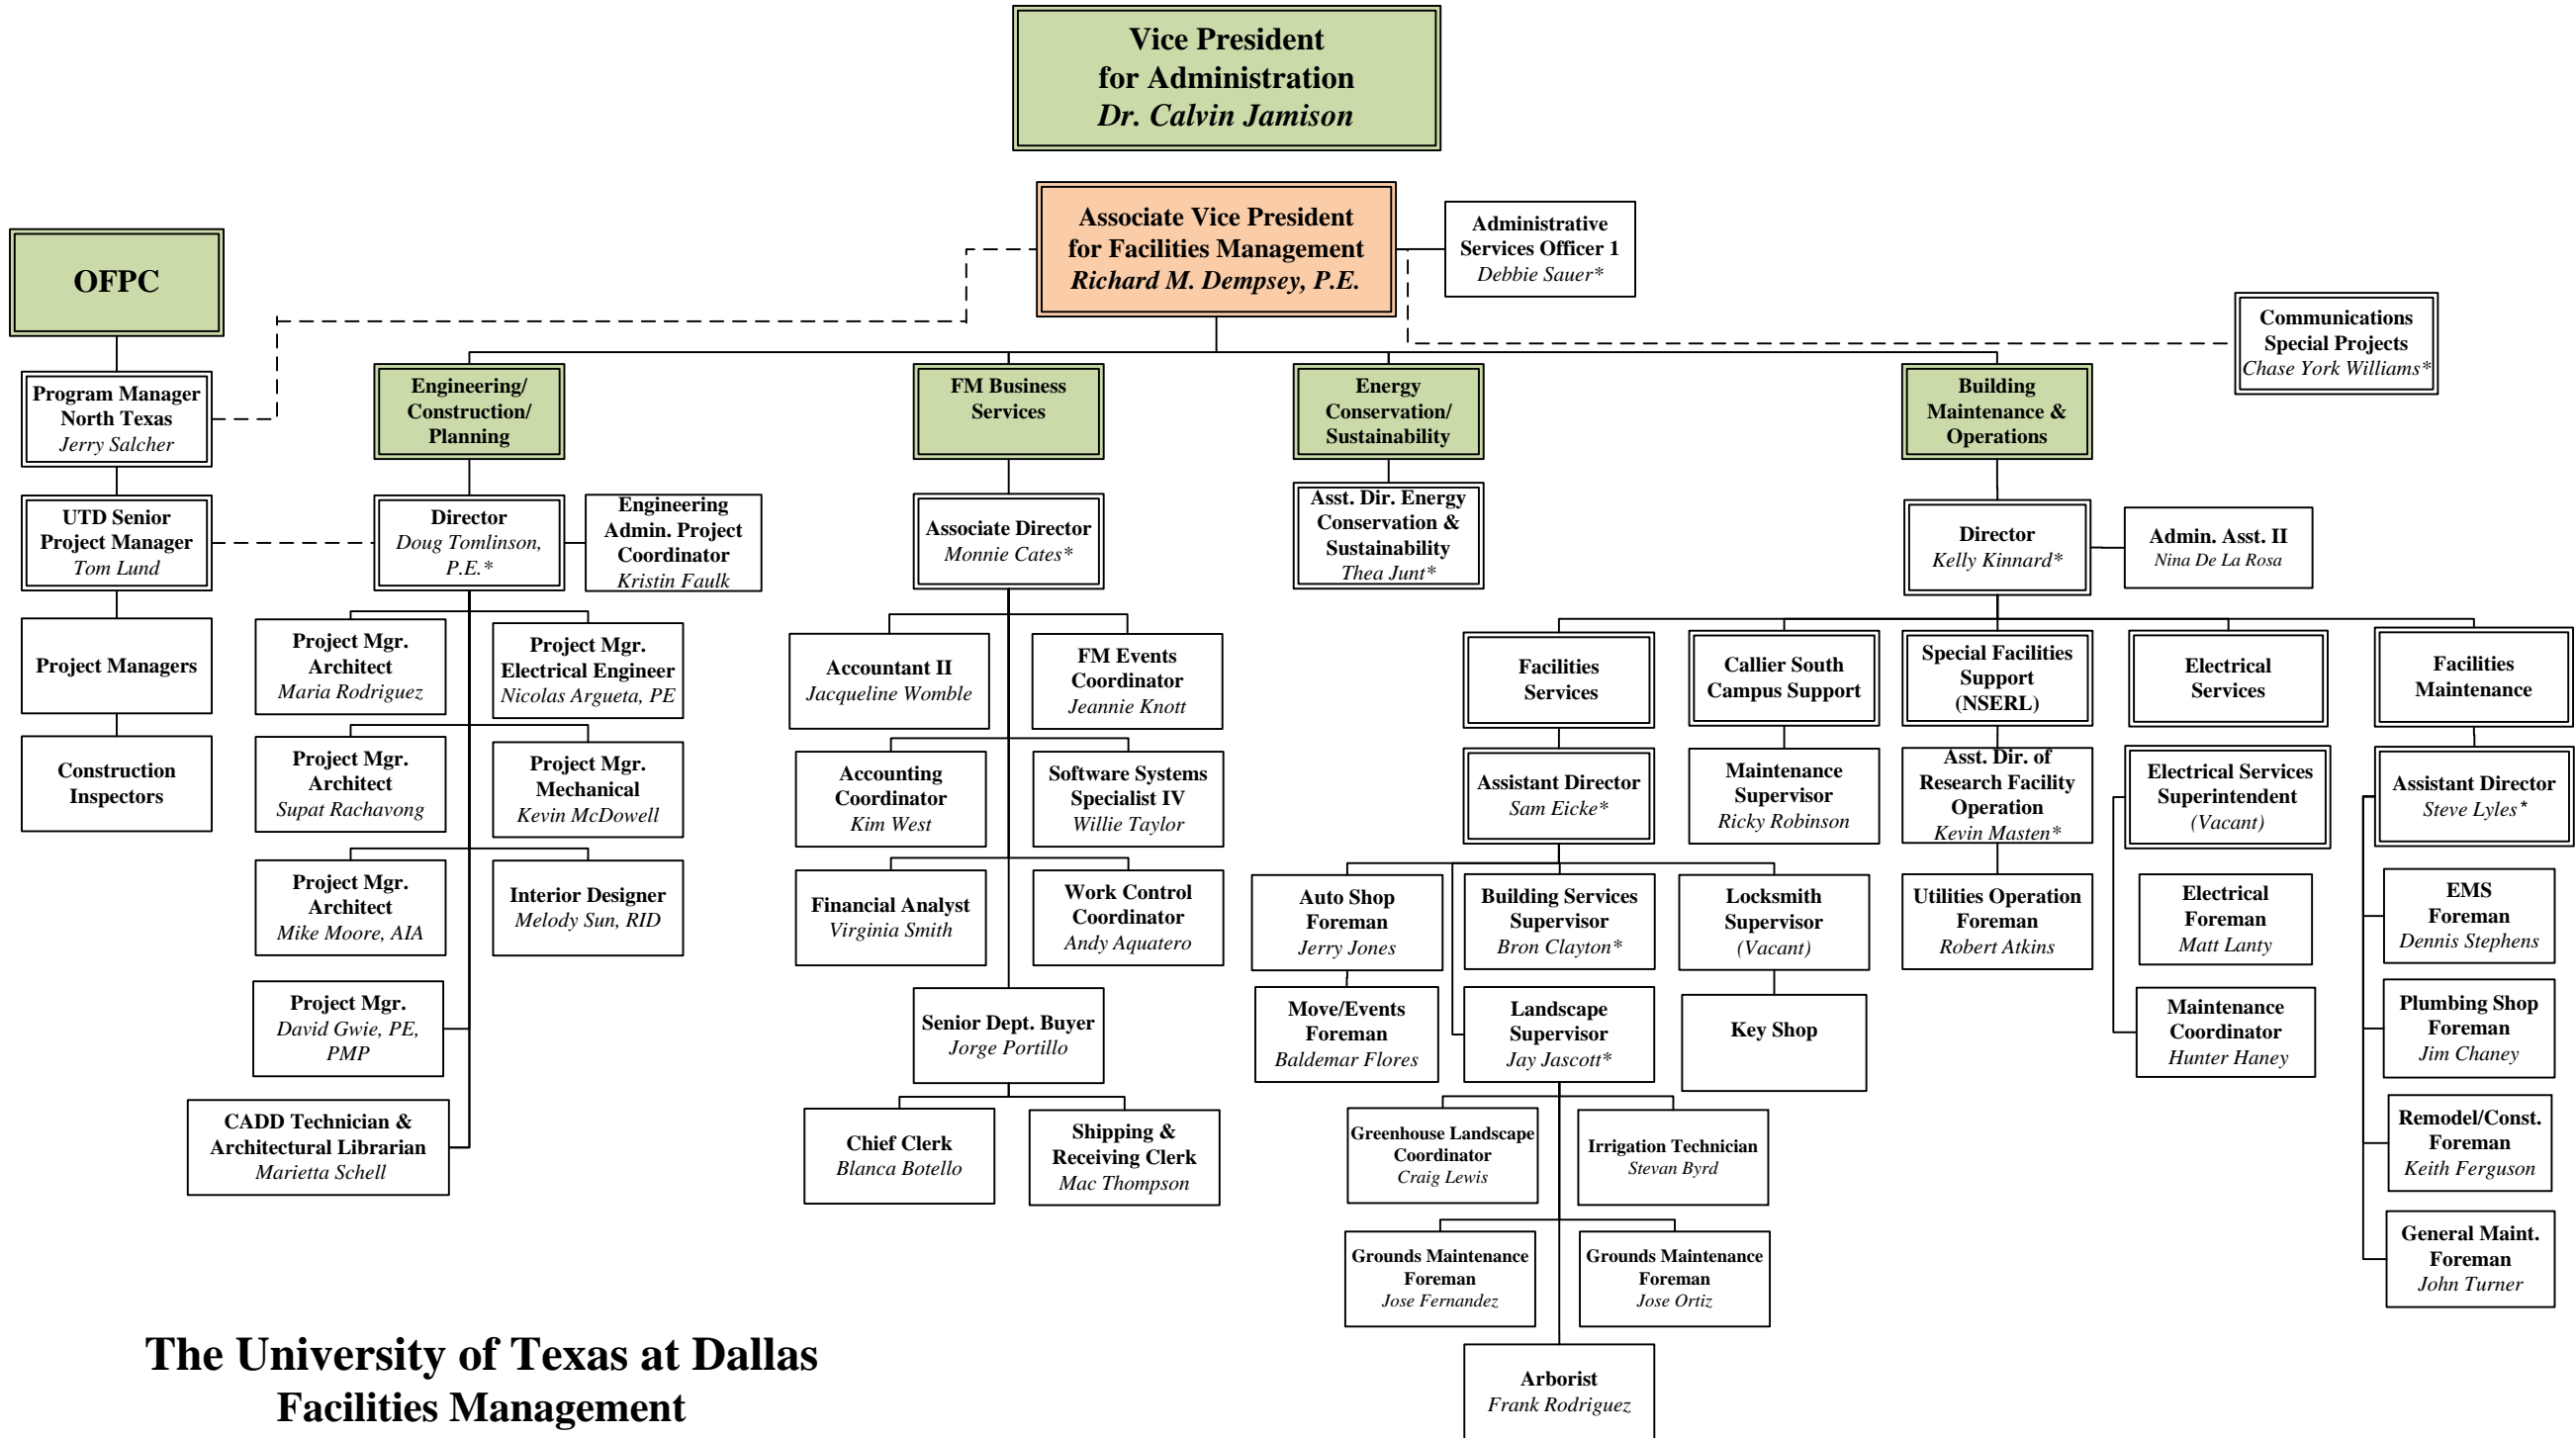 Vice President
for Administration
Dr. Calvin Jamison
Associate Vice President
for Facilities Management
Richard M. Dempsey, P.E.
Administrative
Services Officer 1
Debbie Sauer*
OFPC
Communications
Special Projects
Chase York Williams*
Program Manager
North Texas
Jerry Salcher
Engineering/
Construction/
Planning
FM Business
Services
Energy
Conservation/
Sustainability
Building
Maintenance &
Operations
UTD Senior
Project Manager
Tom Lund
Director
Doug Tomlinson,
P.E.*
Engineering
Admin. Project
Coordinator
Kristin Faulk
Associate Director
Monnie Cates*
Asst. Dir. Energy
Conservation &
Sustainability
Thea Junt*
Director
Kelly Kinnard*
Admin. Asst. II
Nina De La Rosa
Project Managers
Project Mgr.
Architect
Maria Rodriguez
Project Mgr.
Electrical Engineer
Nicolas Argueta, PE
Accountant II
Jacqueline Womble
FM Events
Coordinator
Jeannie Knott
Facilities
Services
Callier South
Campus Support
Special Facilities
Support
(NSERL)
Electrical
Services
Facilities
Maintenance
Construction
Inspectors
Project Mgr.
Architect
Supat Rachavong
Project Mgr.
Mechanical
Kevin McDowell
Accounting
Coordinator
Kim West
Software Systems
Specialist IV
Willie Taylor
Assistant Director
Sam Eicke*
Maintenance
Supervisor
Ricky Robinson
Asst. Dir. of
Research Facility
Operation
Kevin Masten*
Electrical Services
Superintendent
(Vacant)
Assistant Director
Steve Lyles*
Project Mgr.
Architect
Mike Moore, AIA
Interior Designer
Melody Sun, RID
Financial Analyst
Virginia Smith
Work Control
Coordinator
Andy Aquatero
Auto Shop
Foreman
Jerry Jones
Building Services
Supervisor
Bron Clayton*
Locksmith
Supervisor
(Vacant)
Utilities Operation
Foreman
Robert Atkins
Electrical
Foreman
Matt Lanty
EMS
Foreman
Dennis Stephens
Project Mgr.
David Gwie, PE,
PMP
Senior Dept. Buyer
Jorge Portillo
Move/Events
Foreman
Baldemar Flores
Landscape
Supervisor
Jay Jascott*
Key Shop
Maintenance
Coordinator
Hunter Haney
Plumbing Shop
Foreman
Jim Chaney
CADD Technician &
Architectural Librarian
Marietta Schell
Chief Clerk
Blanca Botello
Shipping &
Receiving Clerk
Mac Thompson
Greenhouse Landscape
Coordinator
Craig Lewis
Irrigation Technician
Stevan Byrd
Remodel/Const.
Foreman
Keith Ferguson
Grounds Maintenance
Foreman
Jose Fernandez
Grounds Maintenance
Foreman
Jose Ortiz
General Maint.
Foreman
John Turner
Arborist
Frank Rodriguez
The University of Texas at Dallas
Facilities Management